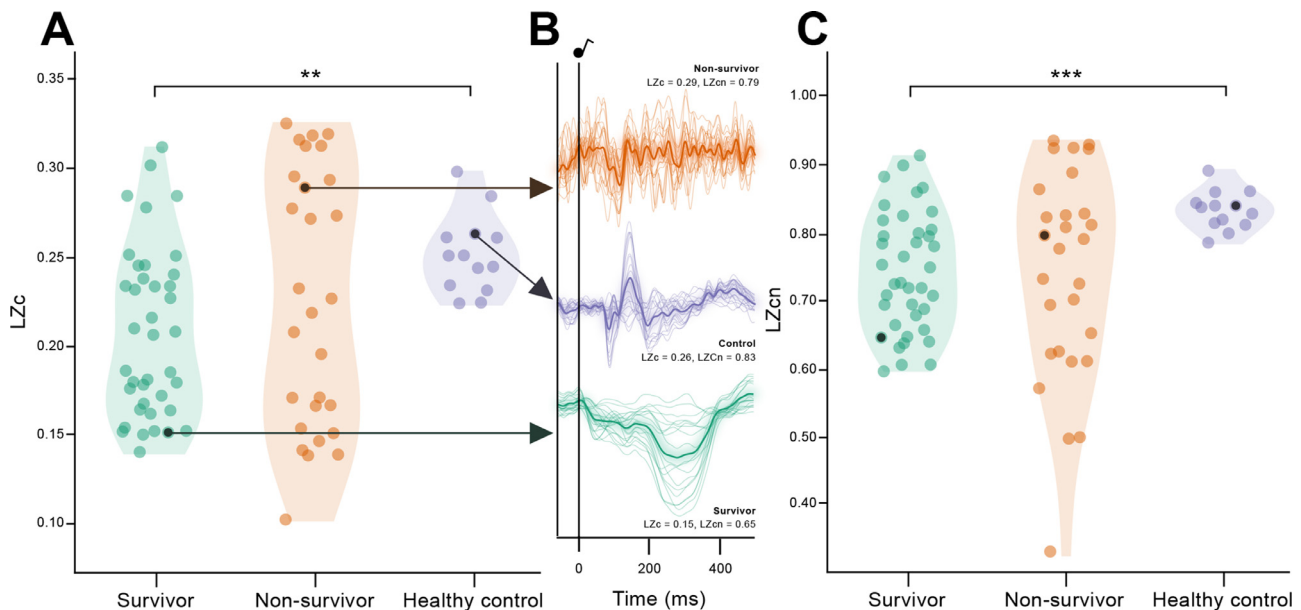 A
B
C
LZc
0.35
0.30
0.25
0.20
0.15
0.10
**
Survivor
Non-survivor
Healthy control
Non-survivor
LZc = 0.29, LZcn = 0.79
Control
LZc = 0.26, LZCn = 0.83
Survivor
LZc = 0.15, LZcn = 0.65
0
200
400
Time (ms)
LZcn
1.00
0.90
0.80
0.70
0.60
0.50
0.40
***
Survivor
Non-survivor
Healthy control